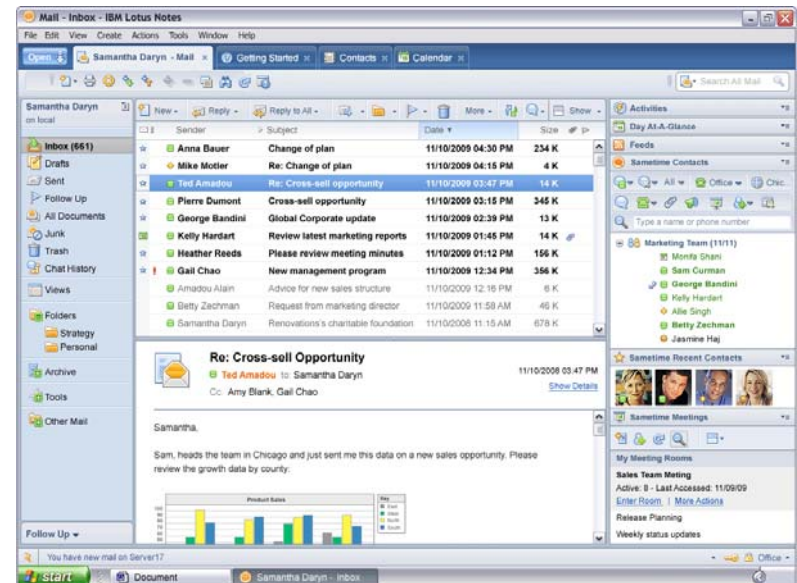 Mail - Inbox - IBM Lotus Notes
File Edit View Create Actions Tools Window Help
Open
Samantha Daryn - Mail
Getting Started
Contacts
Calendar
Search All Mail
Samantha Daryn
on local
Inbox (661)
Drafts
Sent
Follow Up
All Documents
Junk
Trash
Chat History
Views
Folders
Strategy
Personal
Archive
Tools
Other Mail
Follow Up
New Reply Reply to All More Show
Sender Subject Date Size
Anna Bauer Change of plan 11/10/2009 04:30 PM 234 K
Mike Motler Re: Change of plan 11/10/2009 04:15 PM 4 K
Ted Amadou Re: Cross-sell opportunity 11/10/2009 03:47 PM 14 K
Pierre Dumont Cross-sell opportunity 11/10/2009 03:15 PM 345 K
George Bandini Global Corporate update 11/10/2009 02:39 PM 13 K
Kelly Hardart Review latest marketing reports 11/10/2009 01:45 PM 14 K
Heather Reeds Please review meeting minutes 11/10/2009 01:12 PM 156 K
Gail Chao New management program 11/10/2009 12:34 PM 356 K
Amadou Alain Advice for new sales structure 11/10/2009 12:16 PM 6 K
Betty Zechman Request from marketing director 11/10/2009 11:58 AM 46 K
Samantha Daryn Renovations's charitable foundation 11/10/2008 11:15 AM 678 K
Re: Cross-sell Opportunity
Ted Amadou to: Samantha Daryn
11/10/2008 03:47 PM
Show Details
Cc: Amy Blank, Gail Chao
Samantha,
Sam, heads the team in Chicago and just sent me this data on a new sales opportunity. Please
review the growth data by county:
Product Sales
Key
East
West
North
South
Activities
Day At-A-Glance
Feeds
Sametime Contacts
All Office Chic
Type a name or phone number
Marketing Team (11/11)
Monifa Shani
Sam Curman
George Bandini
Kelly Hardart
Allie Singh
Betty Zechman
Jasmine Haj
Sametime Recent Contacts
Sametime Meetings
My Meeting Rooms
Sales Team Meting
Active: 8 - Last Accessed: 11/09/09
Enter Room | More Actions
Release Planning
Weekly status updates
You have new mail on Server17
Office
start
Document
Samantha Daryn - Inbox